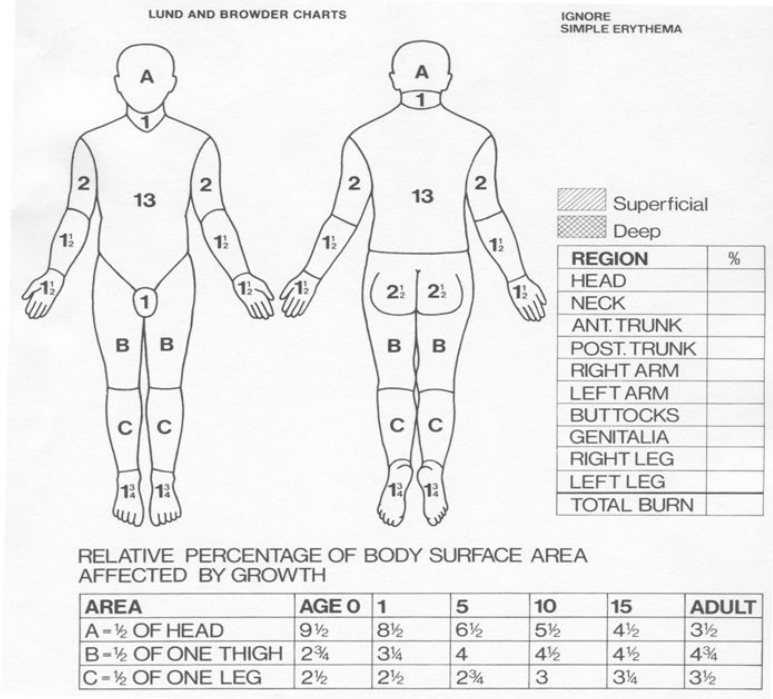 LUND AND BROWDER CHARTS
IGNORE
SIMPLE ERYTHEMA
A
1
2
13
2
1½
1½
1½
1½
1
B
B
C
C
1¾
1¾
A
1
2
13
2
1½
1½
1½
1½
2½
2½
B
B
C
C
1¾
1¾
Superficial
Deep
REGION %
HEAD
NECK
ANT. TRUNK
POST. TRUNK
RIGHT ARM
LEFT ARM
BUTTOCKS
GENITALIA
RIGHT LEG
LEFT LEG
TOTAL BURN
RELATIVE PERCENTAGE OF BODY SURFACE AREA
AFFECTED BY GROWTH
AREA AGE 0 1 5 10 15 ADULT
A = ½ OF HEAD 9½ 8½ 6½ 5½ 4½ 3½
B = ½ OF ONE THIGH 2¾ 3¼ 4 4½ 4½ 4¾
C = ½ OF ONE LEG 2½ 2½ 2¾ 3 3¼ 3½